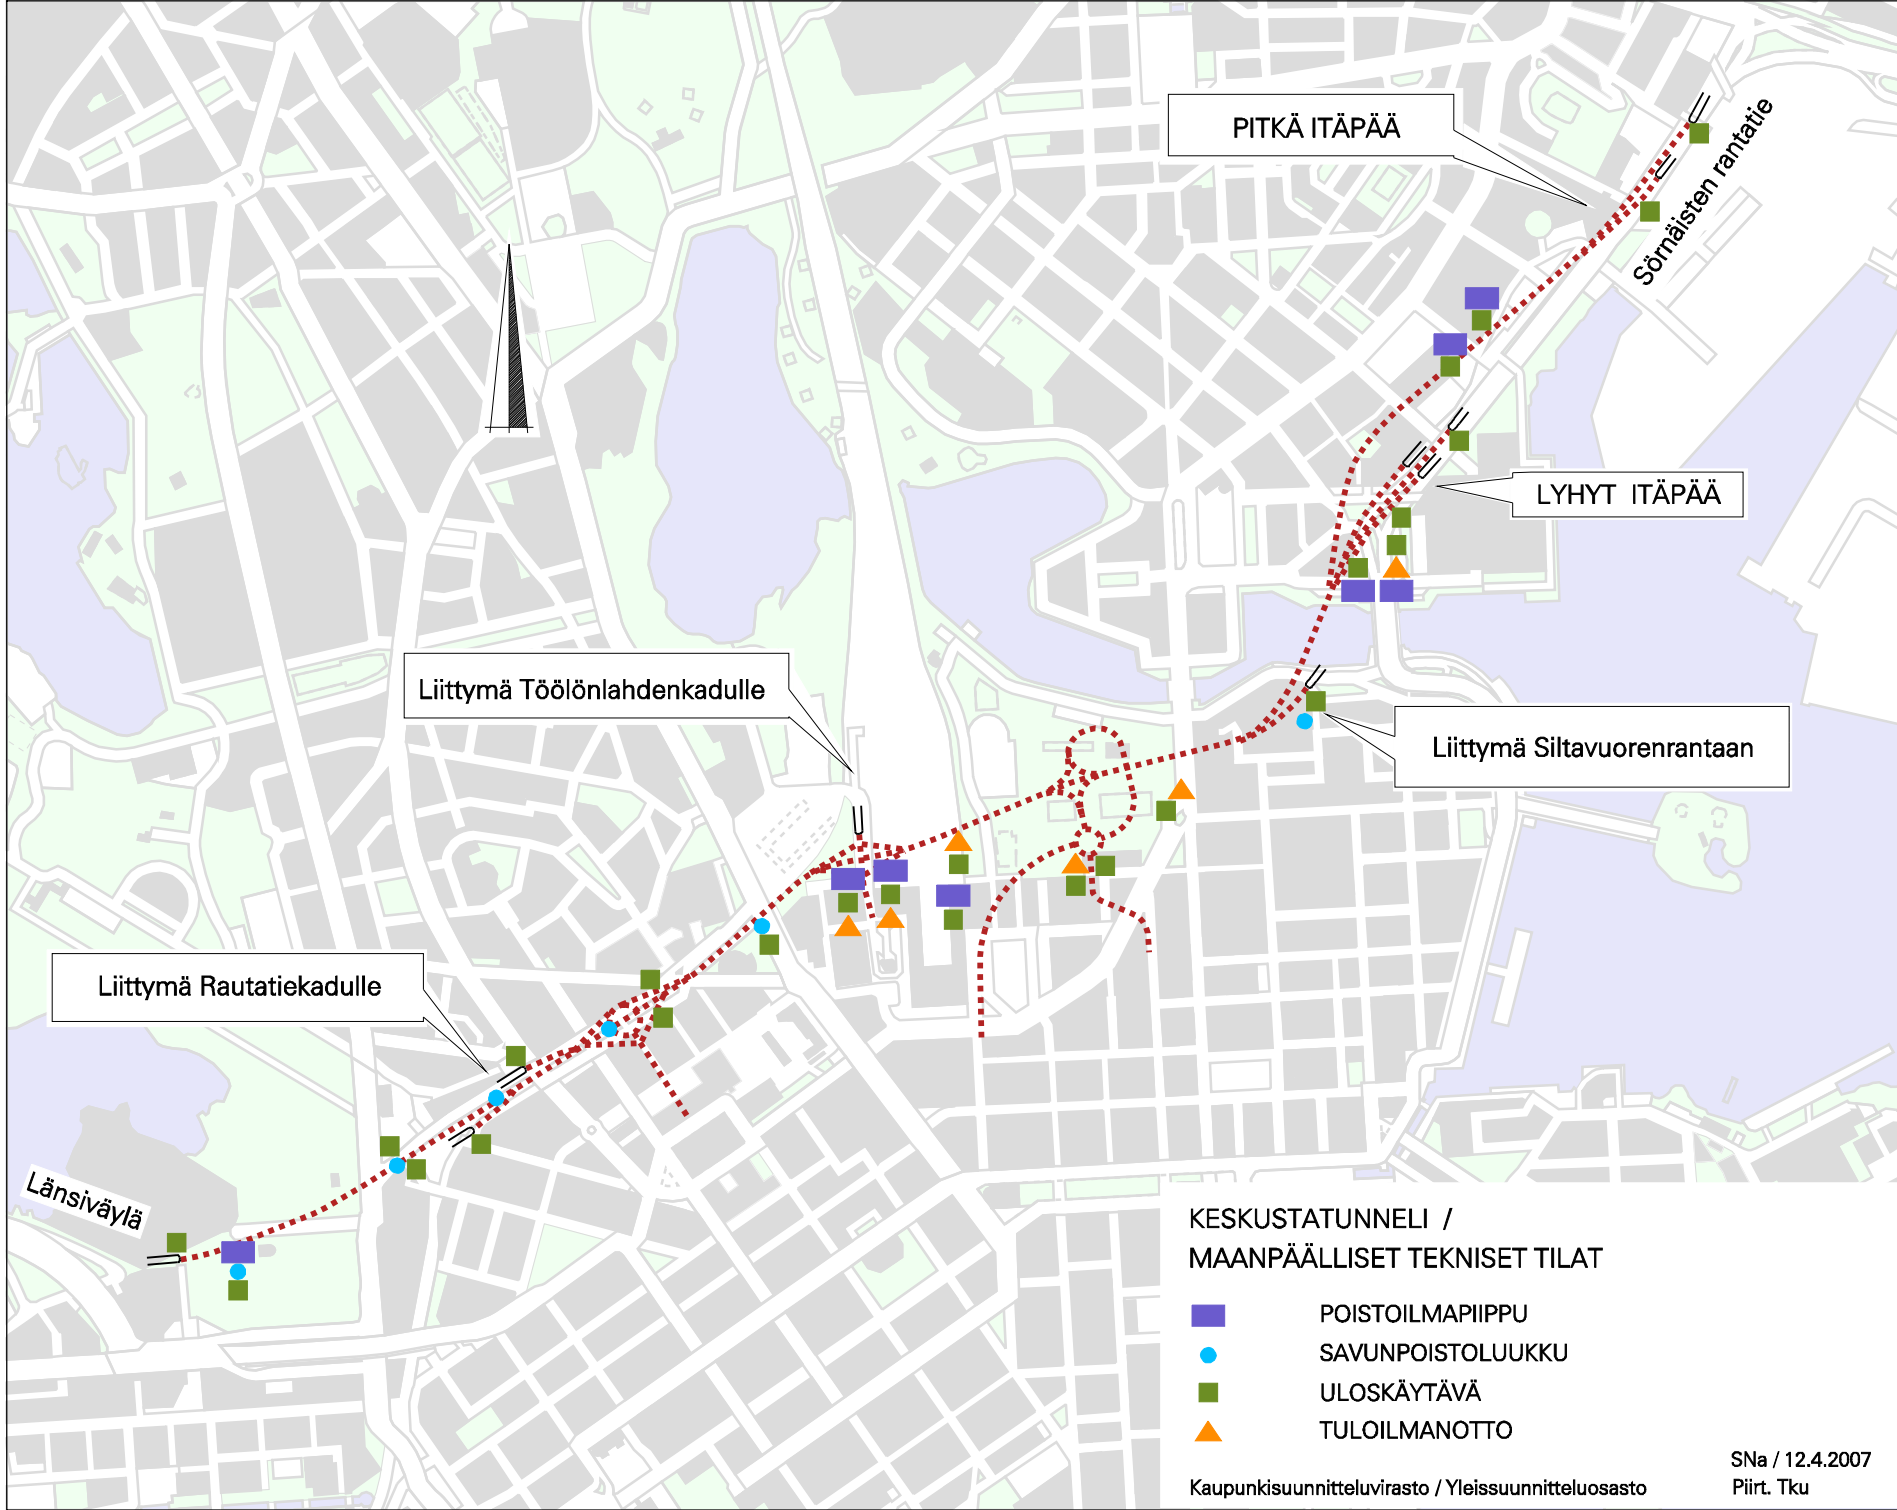 PITKÄ ITÄPÄÄ
Sörnäisten rantatie
LYHYT ITÄPÄÄ
Liittymä Töölönlahdenkadulle
Liittymä Siltavuorenrantaan
Liittymä Rautatiekadulle
Länsiväylä
KESKUSTATUNNELI /
MAANPÄÄLLISET TEKNISET TILAT
POISTOILMAPIIPPU
SAVUNPOISTOLUUKKU
ULOSKÄYTÄVÄ
TULOILMANOTTO
SNa / 12.4.2007
Kaupunkisuunnitteluvirasto / Yleissuunnitteluosasto
Piirt. Tku